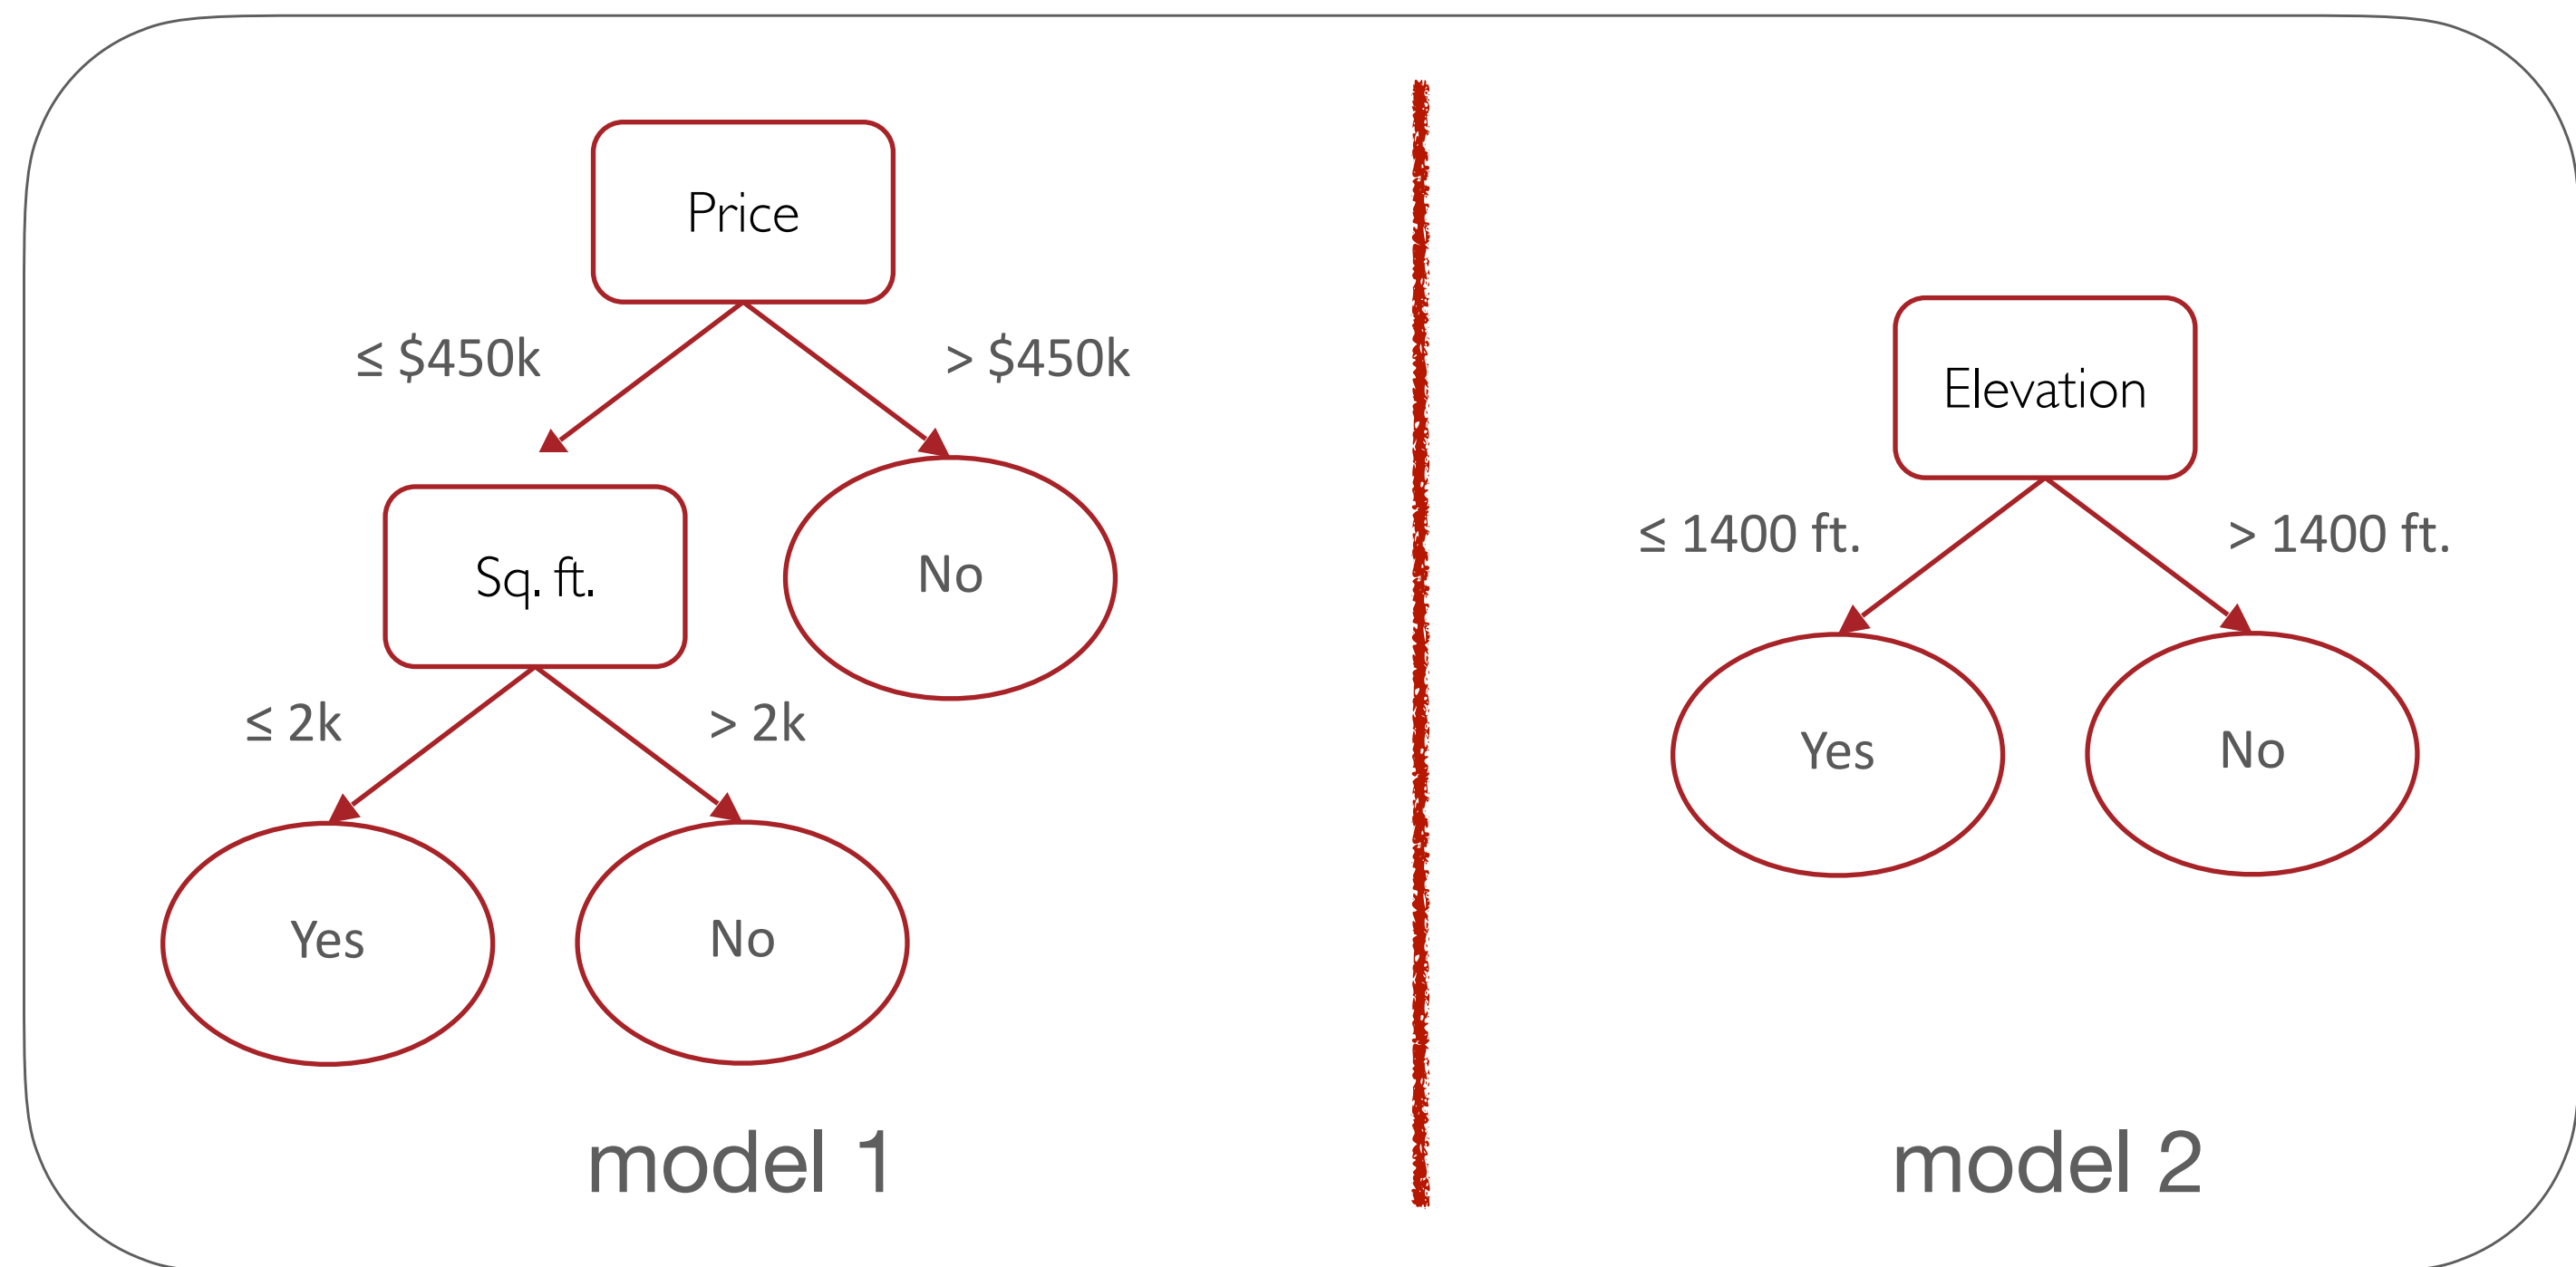 Price
≤ $450k
> $450k
Sq. ft.
No
≤ 2k
> 2k
Yes
No
model 1
Elevation
≤ 1400 ft.
> 1400 ft.
Yes
No
model 2